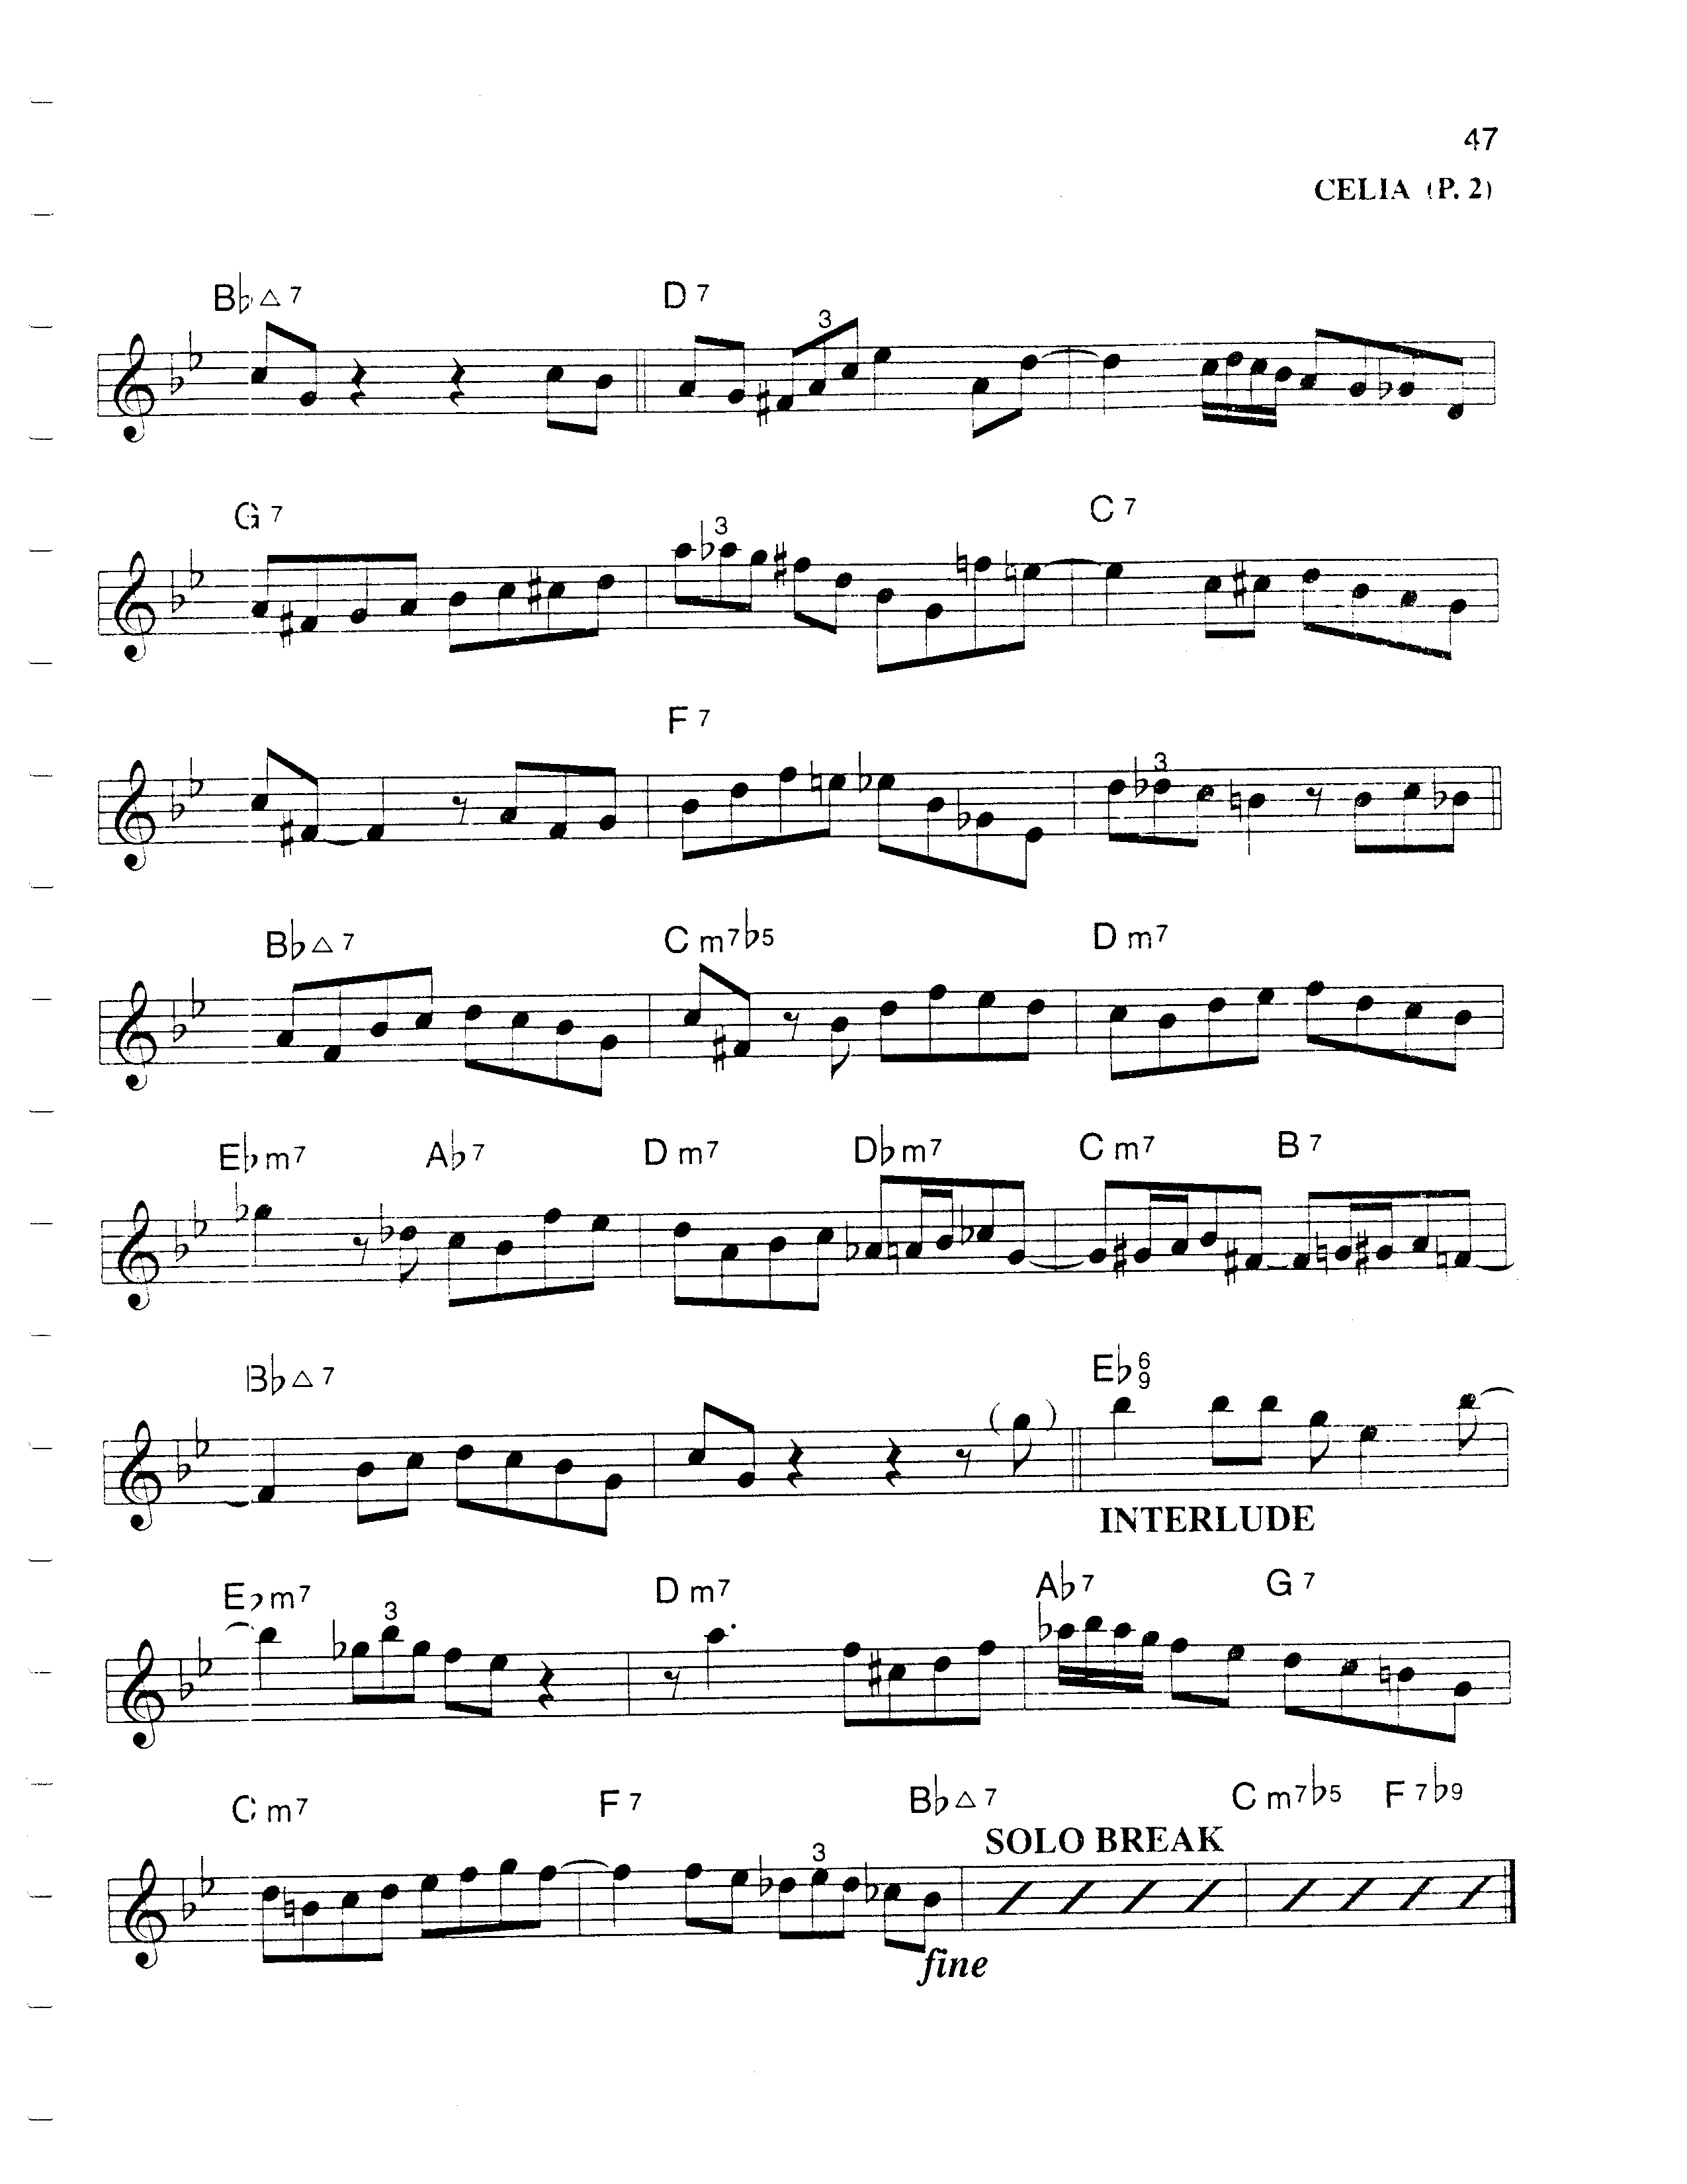 47
CELIA (P. 2)
B♭△7 D7
3
G7 C7
3
F7
3
B♭△7 Cm7♭5 Dm7
E♭m7 A♭7 Dm7 D♭m7 Cm7 B7
B♭△7 E♭6/9
INTERLUDE
E♭m7 Dm7 A♭7 G7
3
Cm7 F7 B♭△7 Cm7♭5 F7♭9
SOLO BREAK
3
fine